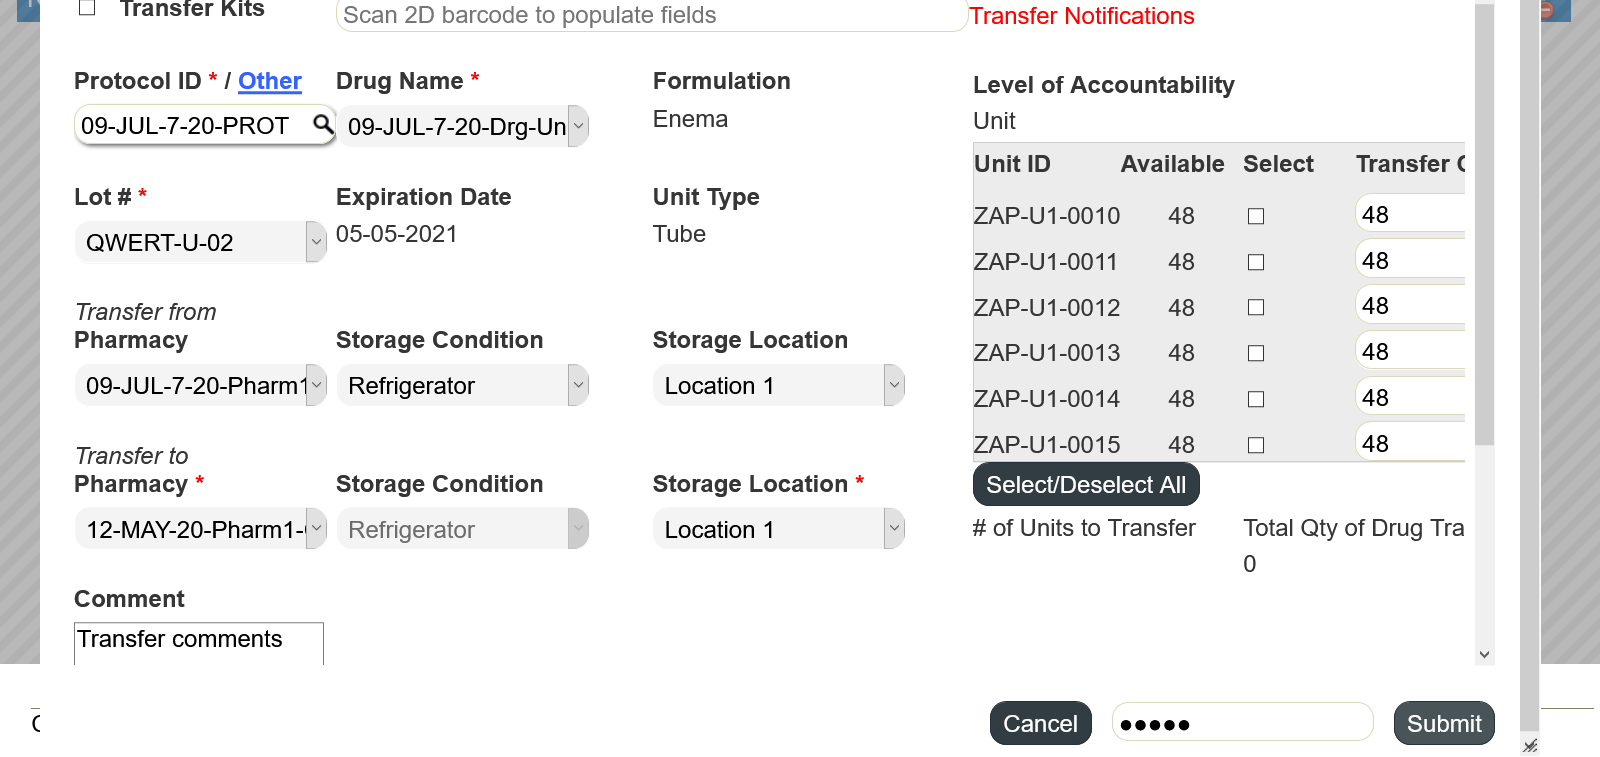 Transfer Kits
Scan 2D barcode to populate fields
Transfer Notifications
Protocol ID * / Other
Drug Name *
Formulation
09-JUL-7-20-PROT
09-JUL-7-20-Drg-Un
Enema
Lot # *
Expiration Date
Unit Type
QWERT-U-02
05-05-2021
Tube
Transfer from
Pharmacy
Storage Condition
Storage Location
09-JUL-7-20-Pharm1
Refrigerator
Location 1
Transfer to
Pharmacy *
Storage Condition
Storage Location *
12-MAY-20-Pharm1-
Refrigerator
Location 1
Comment
Transfer comments
Level of Accountability
Unit
Unit ID Available Select Transfer
ZAP-U1-0010 48 48
ZAP-U1-0011 48 48
ZAP-U1-0012 48 48
ZAP-U1-0013 48 48
ZAP-U1-0014 48 48
ZAP-U1-0015 48 48
Select/Deselect All
# of Units to Transfer
Total Qty of Drug Tra
0
Cancel
●●●●●
Submit